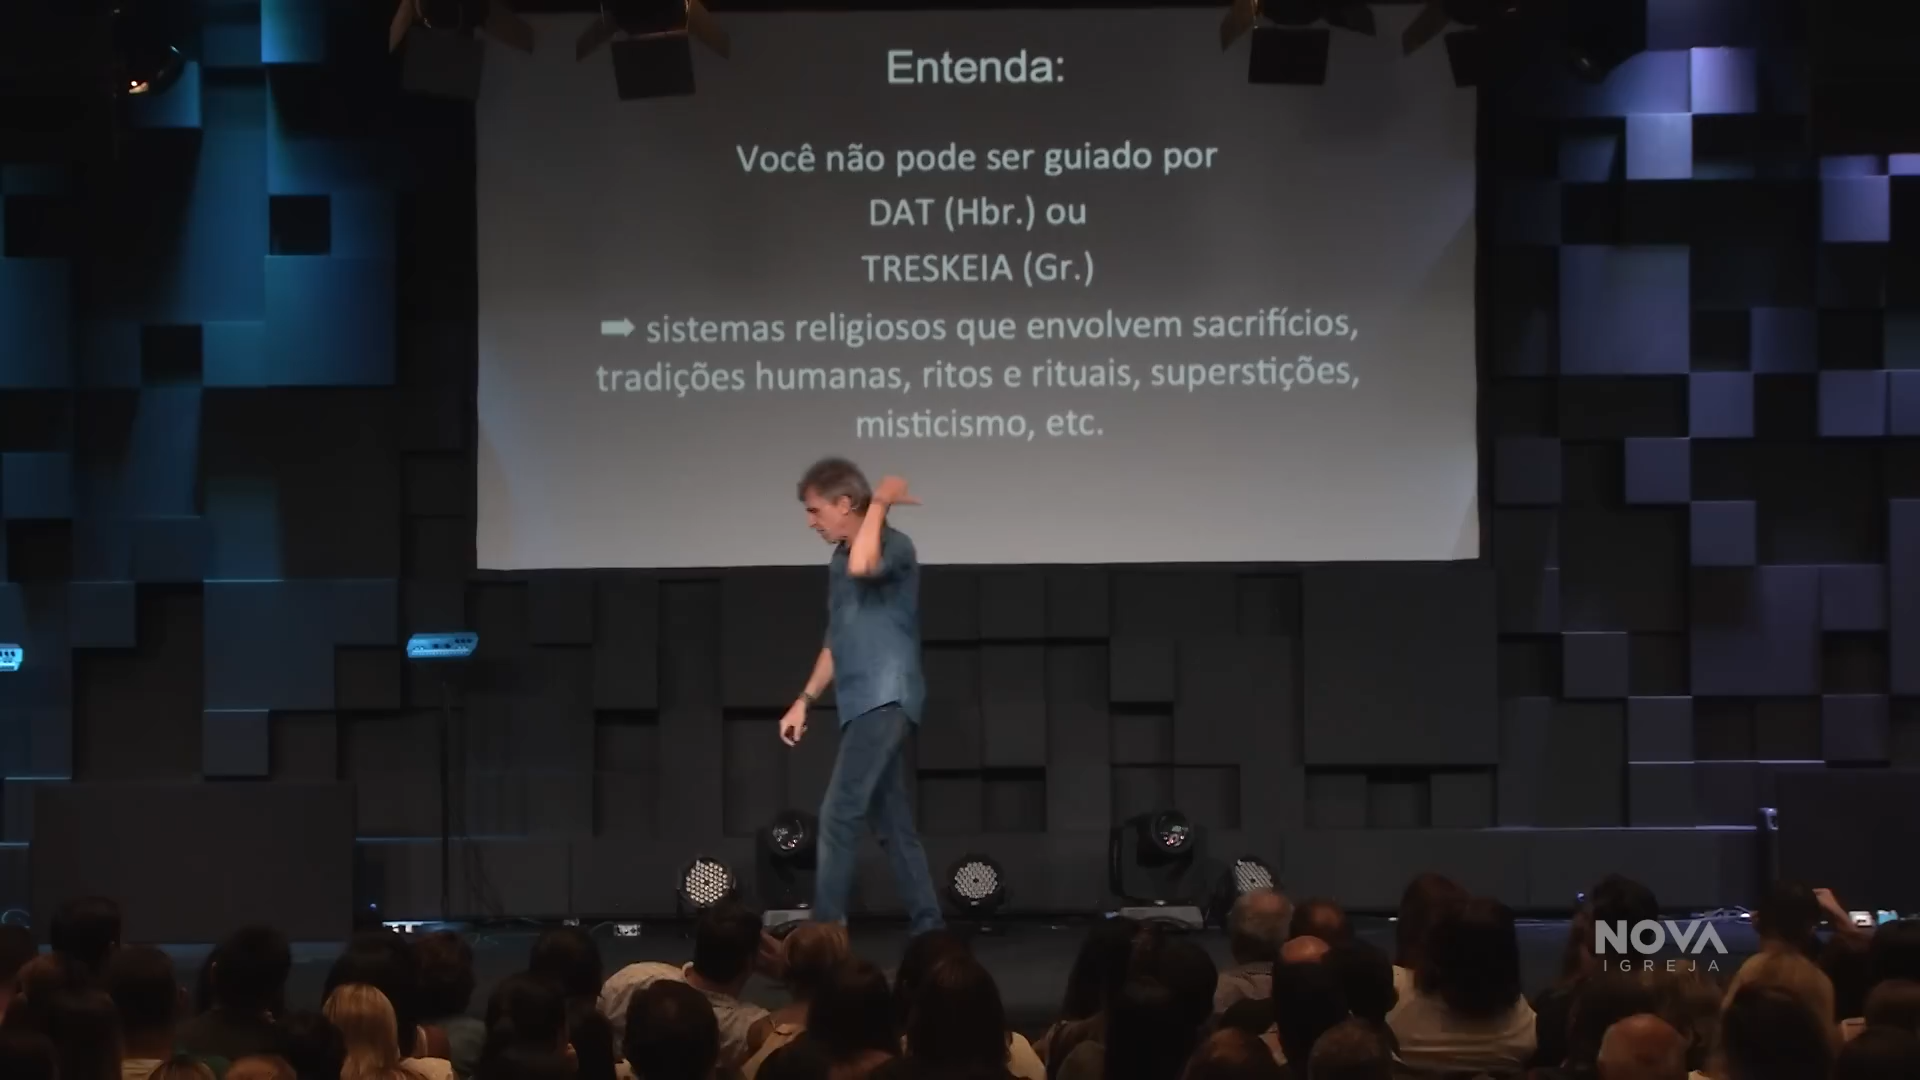 Entenda:
Você não pode ser guiado por
DAT (Hbr.) ou
TRESKEIA (Gr.)
➡ sistemas religiosos que envolvem sacrifícios,
tradições humanas, ritos e rituais, superstições,
misticismo, etc.
NOVA
IGREJA